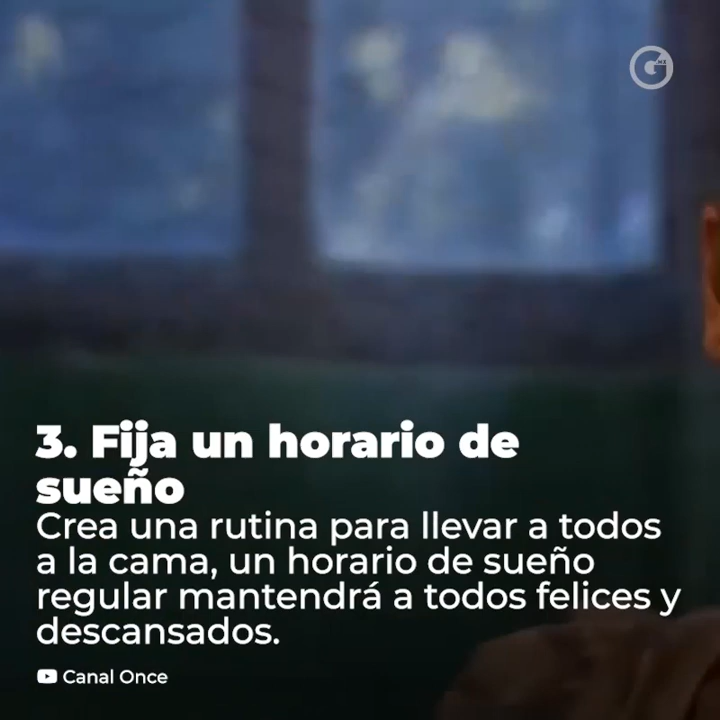 G.MX
3. Fija un horario de
sueño
Crea una rutina para llevar a todos
a la cama, un horario de sueño
regular mantendrá a todos felices y
descansados.
Canal Once